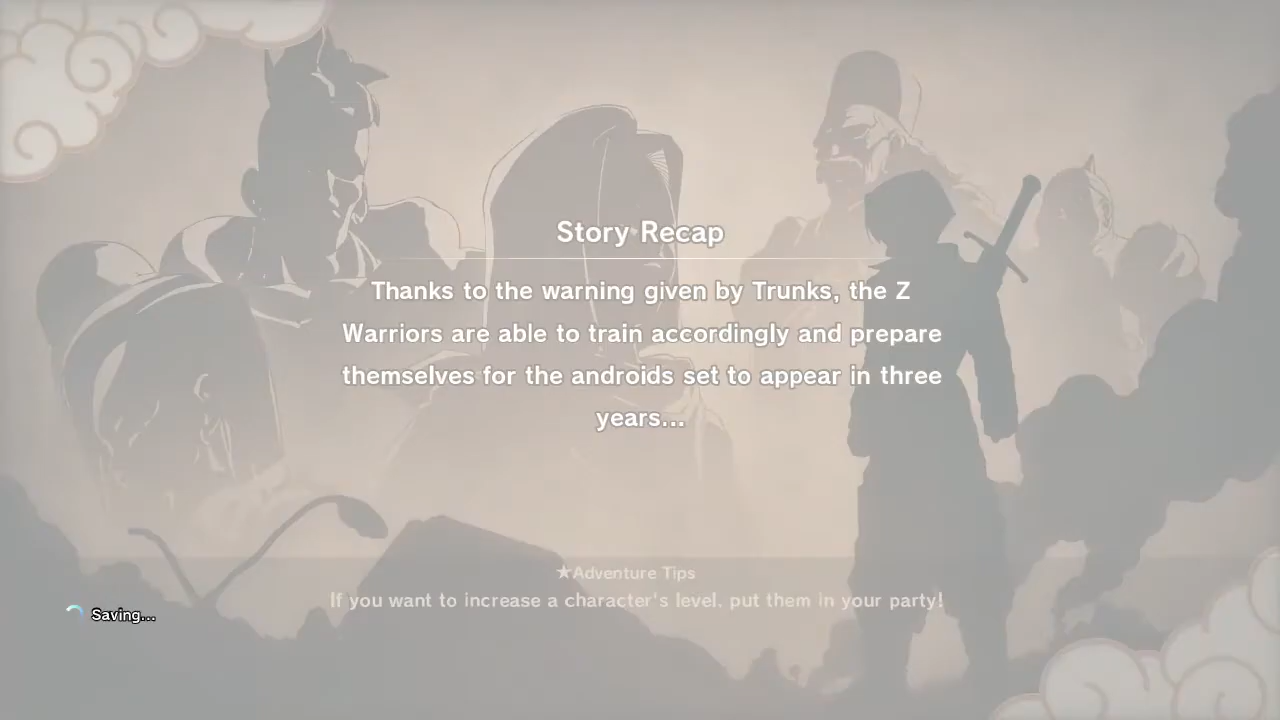 Story Recap
Thanks to the warning given by Trunks, the Z
Warriors are able to train accordingly and prepare
themselves for the androids set to appear in three
years...
★Adventure Tips
If you want to increase a character's level, put them in your party!
Saving...